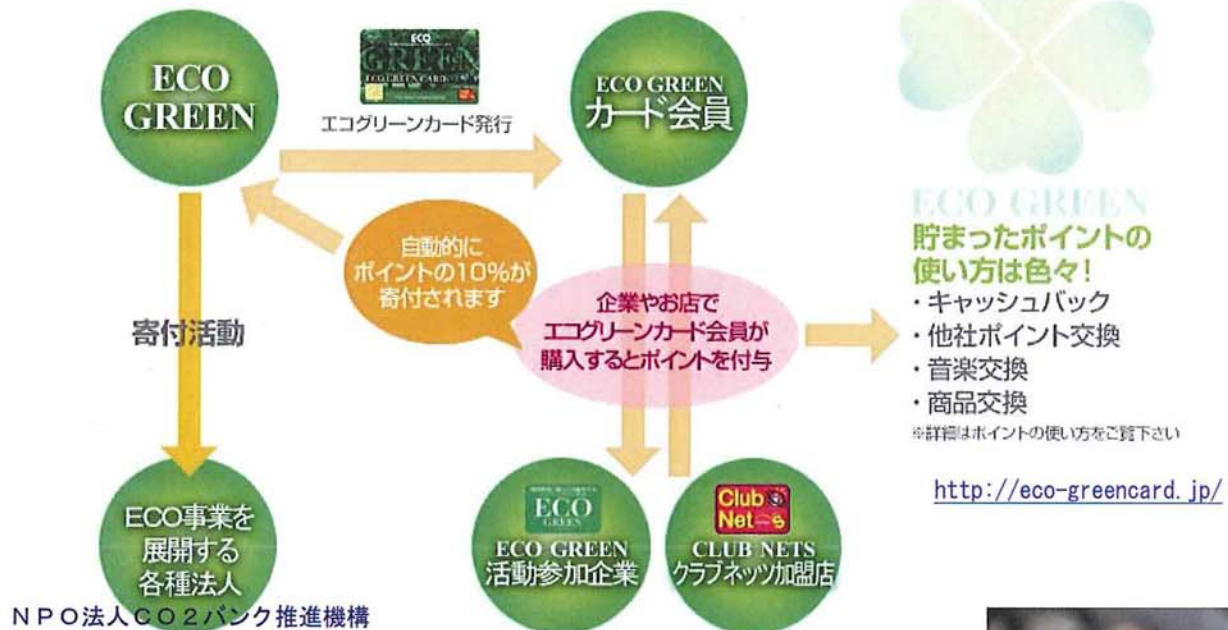 ECO
GREEN
ECO
GREEN
ECO GREEN CARD
エコグリーンカード発行
ECO GREEN
カード会員
自動的に
ポイントの10%が
寄付されます
企業やお店で
エコグリーンカード会員が
購入するとポイントを付与
寄付活動
ECO GREEN
貯まったポイントの
使い方は色々!
・キャッシュバック
・他社ポイント交換
・音楽交換
・商品交換
※詳細はポイントの使い方をご覧下さい
http://eco-greencard.jp/
ECO事業を
展開する
各種法人
ECO
GREEN
ECO GREEN
活動参加企業
Club
Net-s
CLUB NETS
クラブネッツ加盟店
NPO法人CO2バンク推進機構